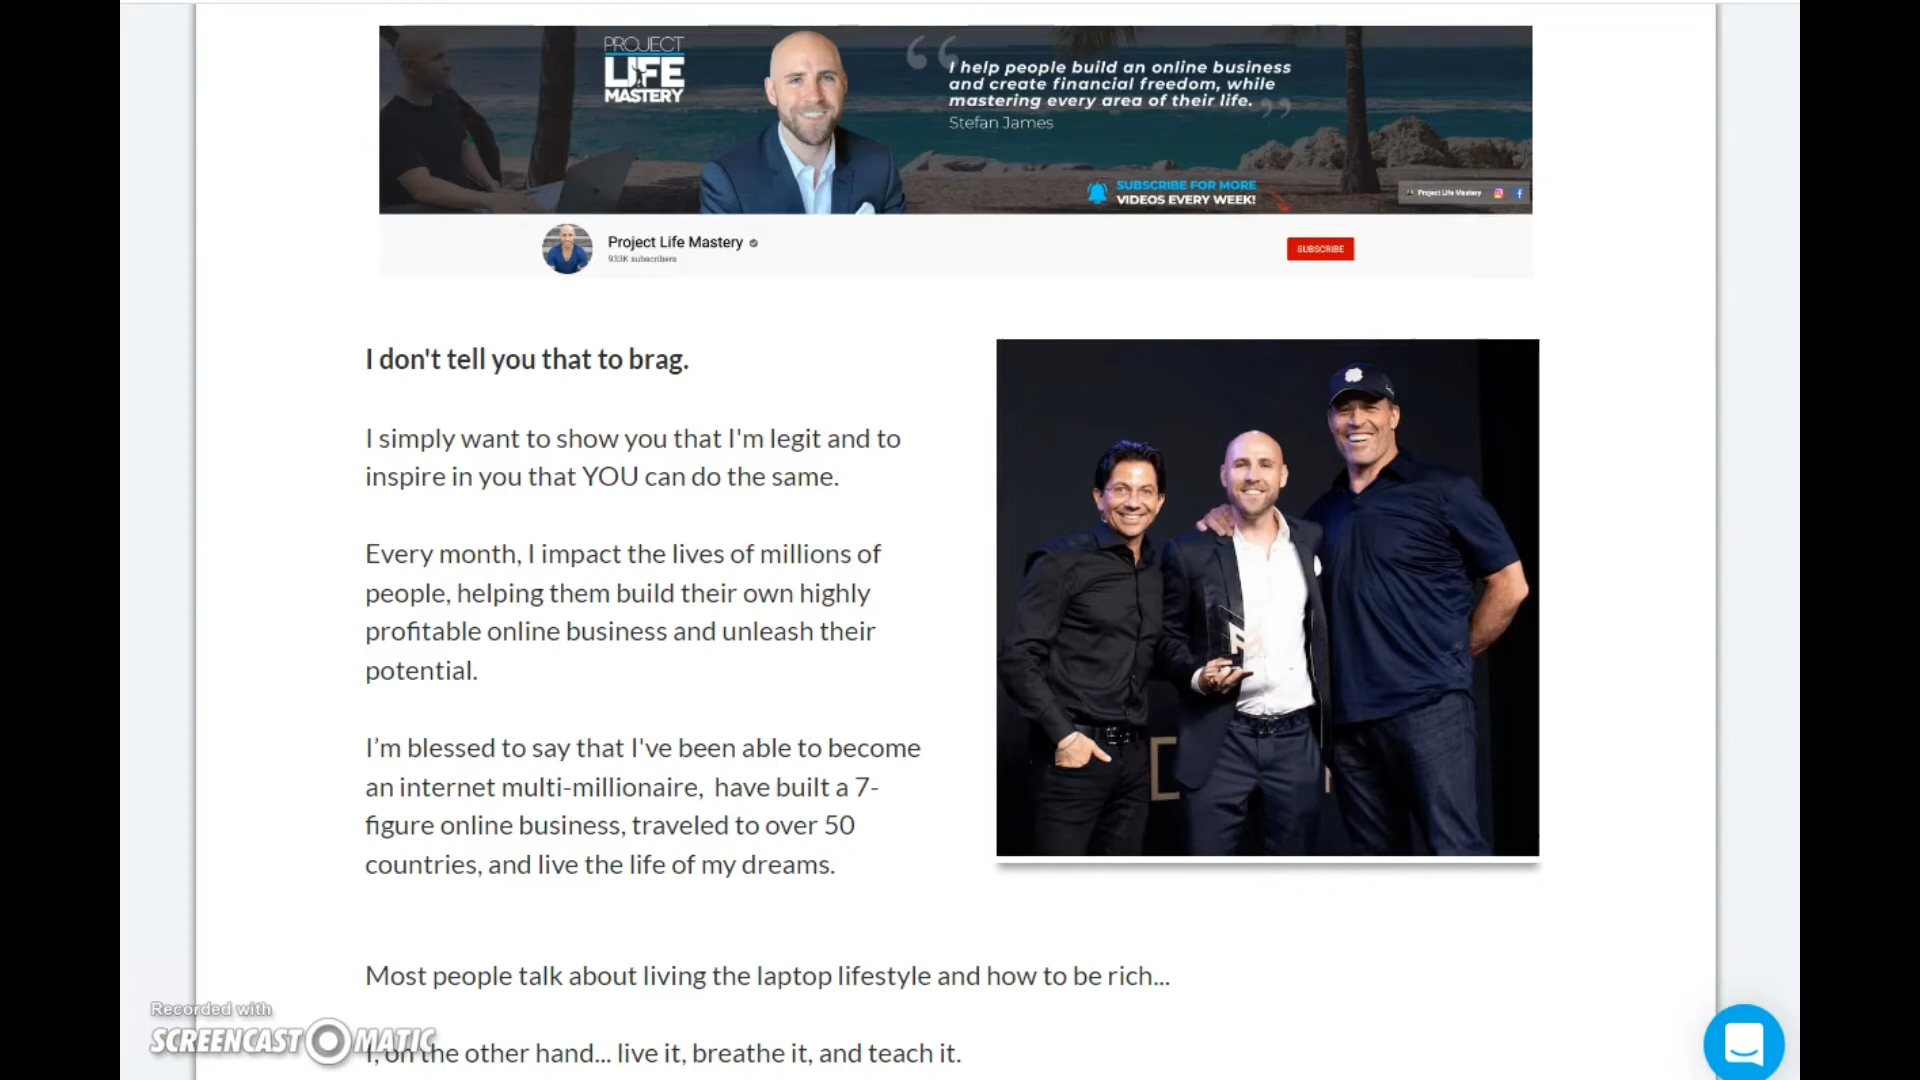 PROJECT
LIFE
MASTERY
I help people build an online business
and create financial freedom, while
mastering every area of their life.
Stefan James
SUBSCRIBE FOR MORE
VIDEOS EVERY WEEK!
Project Life Mastery
Project Life Mastery
933K subscribers
SUBSCRIBE
I don't tell you that to brag.
I simply want to show you that I'm legit and to
inspire in you that YOU can do the same.
Every month, I impact the lives of millions of
people, helping them build their own highly
profitable online business and unleash their
potential.
I’m blessed to say that I've been able to become
an internet multi-millionaire, have built a 7-
figure online business, traveled to over 50
countries, and live the life of my dreams.
Most people talk about living the laptop lifestyle and how to be rich...
I, on the other hand... live it, breathe it, and teach it.
Recorded with
SCREENCAST MATIC